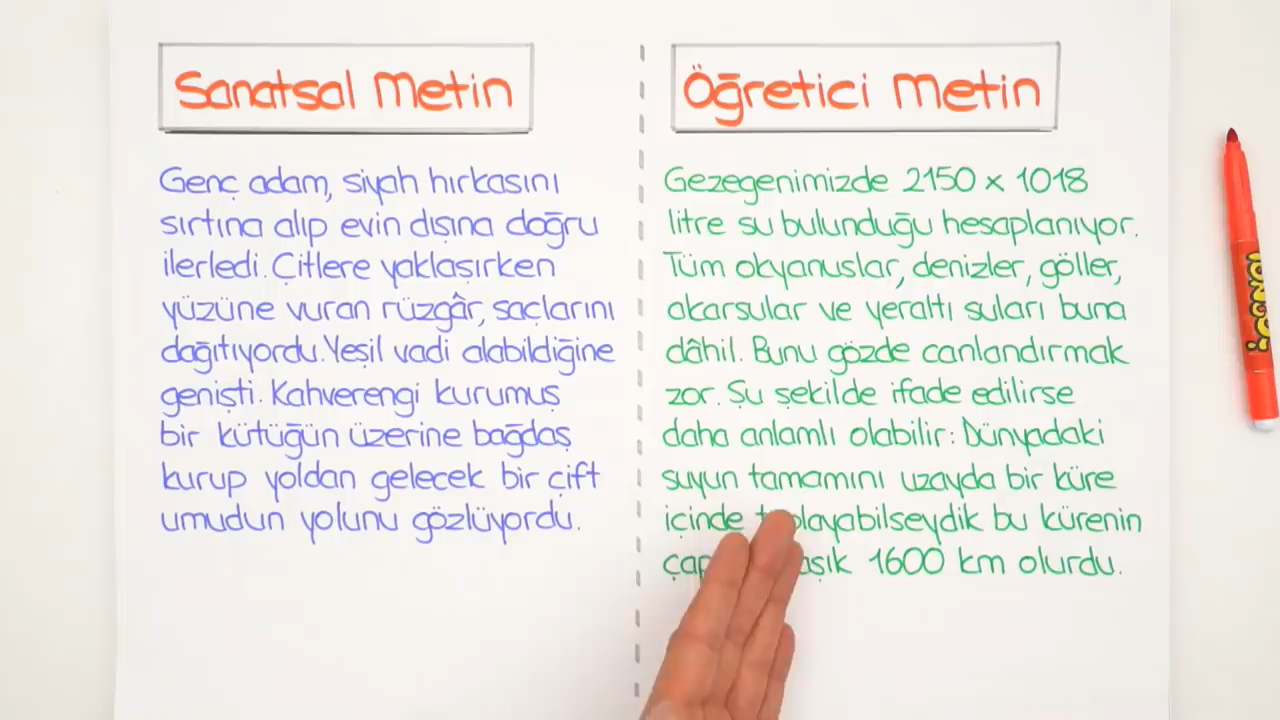 Sanatsal Metin
Genç adam, siyah hırkasını
sırtına alıp evin dışına doğru
ilerledi. Çitlere yaklaşırken
yüzüne vuran rüzgâr, saçlarını
dağıtıyordu. Yeşil vadi alabildiğine
genişti. Kahverengi kurumuş
bir kütüğün üzerine bağdaş
kurup yoldan gelecek bir çift
umudun yolunu gözlüyordu.
Öğretici Metin
Gezegenimizde 2150 x 1018
litre su bulunduğu hesaplanıyor.
Tüm okyanuslar, denizler, göller,
akarsular ve yeraltı suları buna
dâhil. Bunu gözde canlandırmak
zor. Şu şekilde ifade edilirse
daha anlamlı olabilir: Dünyadaki
suyun tamamını uzayda bir küre
içinde toplayabilseydik bu kürenin
1600 km olurdu.